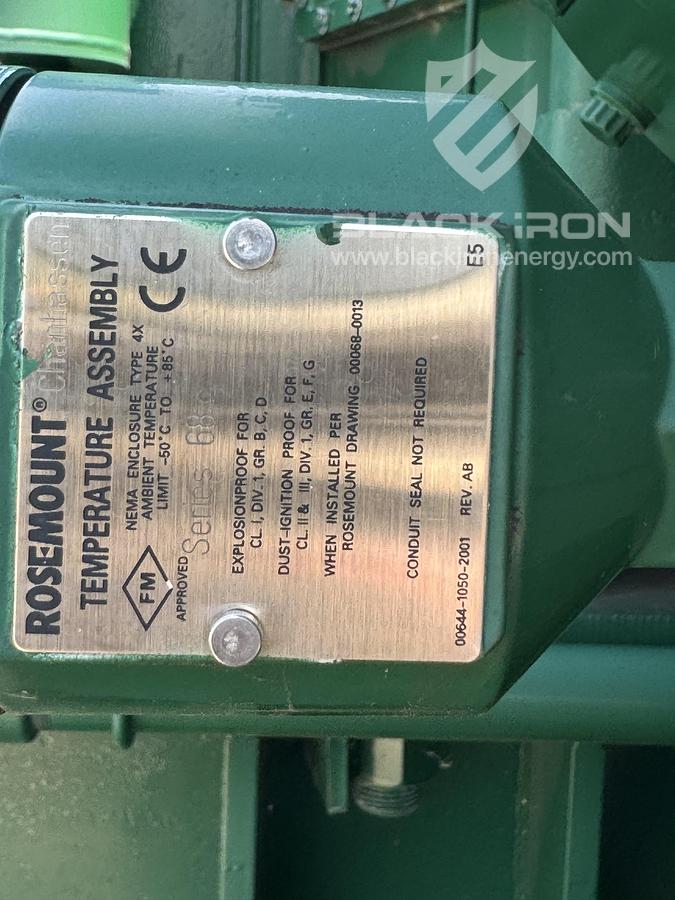 ROSEMOUNT® Chanhassen
TEMPERATURE ASSEMBLY
NEMA ENCLOSURE TYPE 4X
AMBIENT TEMPERATURE
LIMIT -50°C TO +85°C
CE
FM
APPROVED
Series
EXPLOSIONPROOF FOR
CL. I, DIV. 1, GR. B, C, D
DUST-IGNITION PROOF FOR
CL. II & III, DIV. 1, GR. E, F, G
WHEN INSTALLED PER
ROSEMOUNT DRAWING 00068-0013
CONDUIT SEAL NOT REQUIRED
00644-1050-2001 REV. AB
E5
BLACK IRON
www.blackironenergy.com